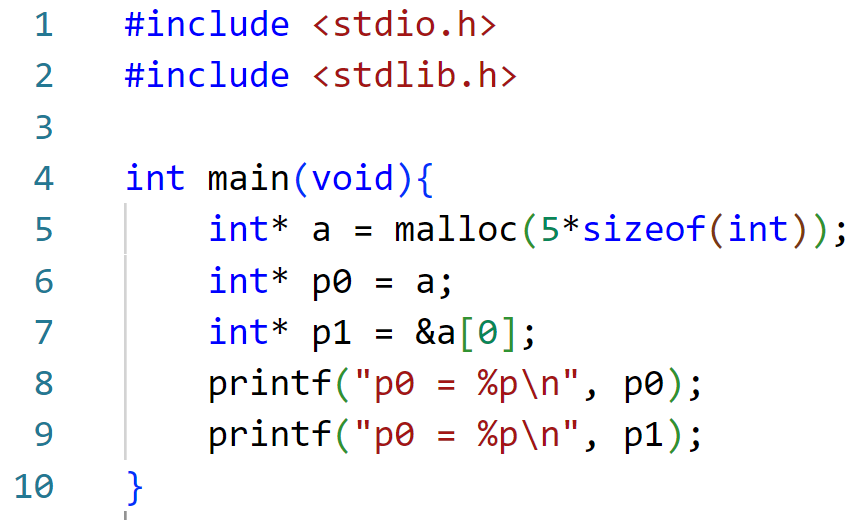 1 #include <stdio.h>
2 #include <stdlib.h>
3
4 int main(void){
5     int* a = malloc(5*sizeof(int));
6     int* p0 = a;
7     int* p1 = &a[0];
8     printf("p0 = %p\n", p0);
9     printf("p0 = %p\n", p1);
10 }